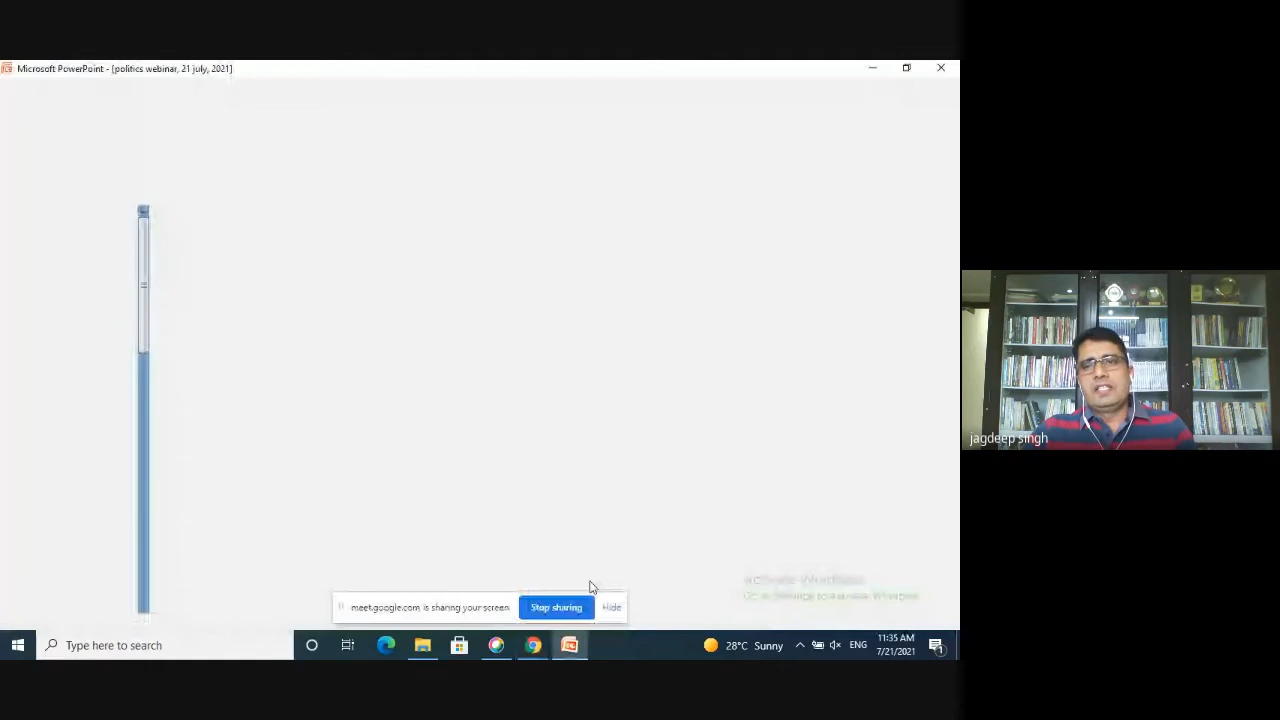 Microsoft PowerPoint - [politics webinar, 21 july, 2021]
jagdeep singh
meet.google.com is sharing your screen
Stop sharing
Hide
Type here to search
28°C Sunny
ENG
11:35 AM
7/21/2021
1